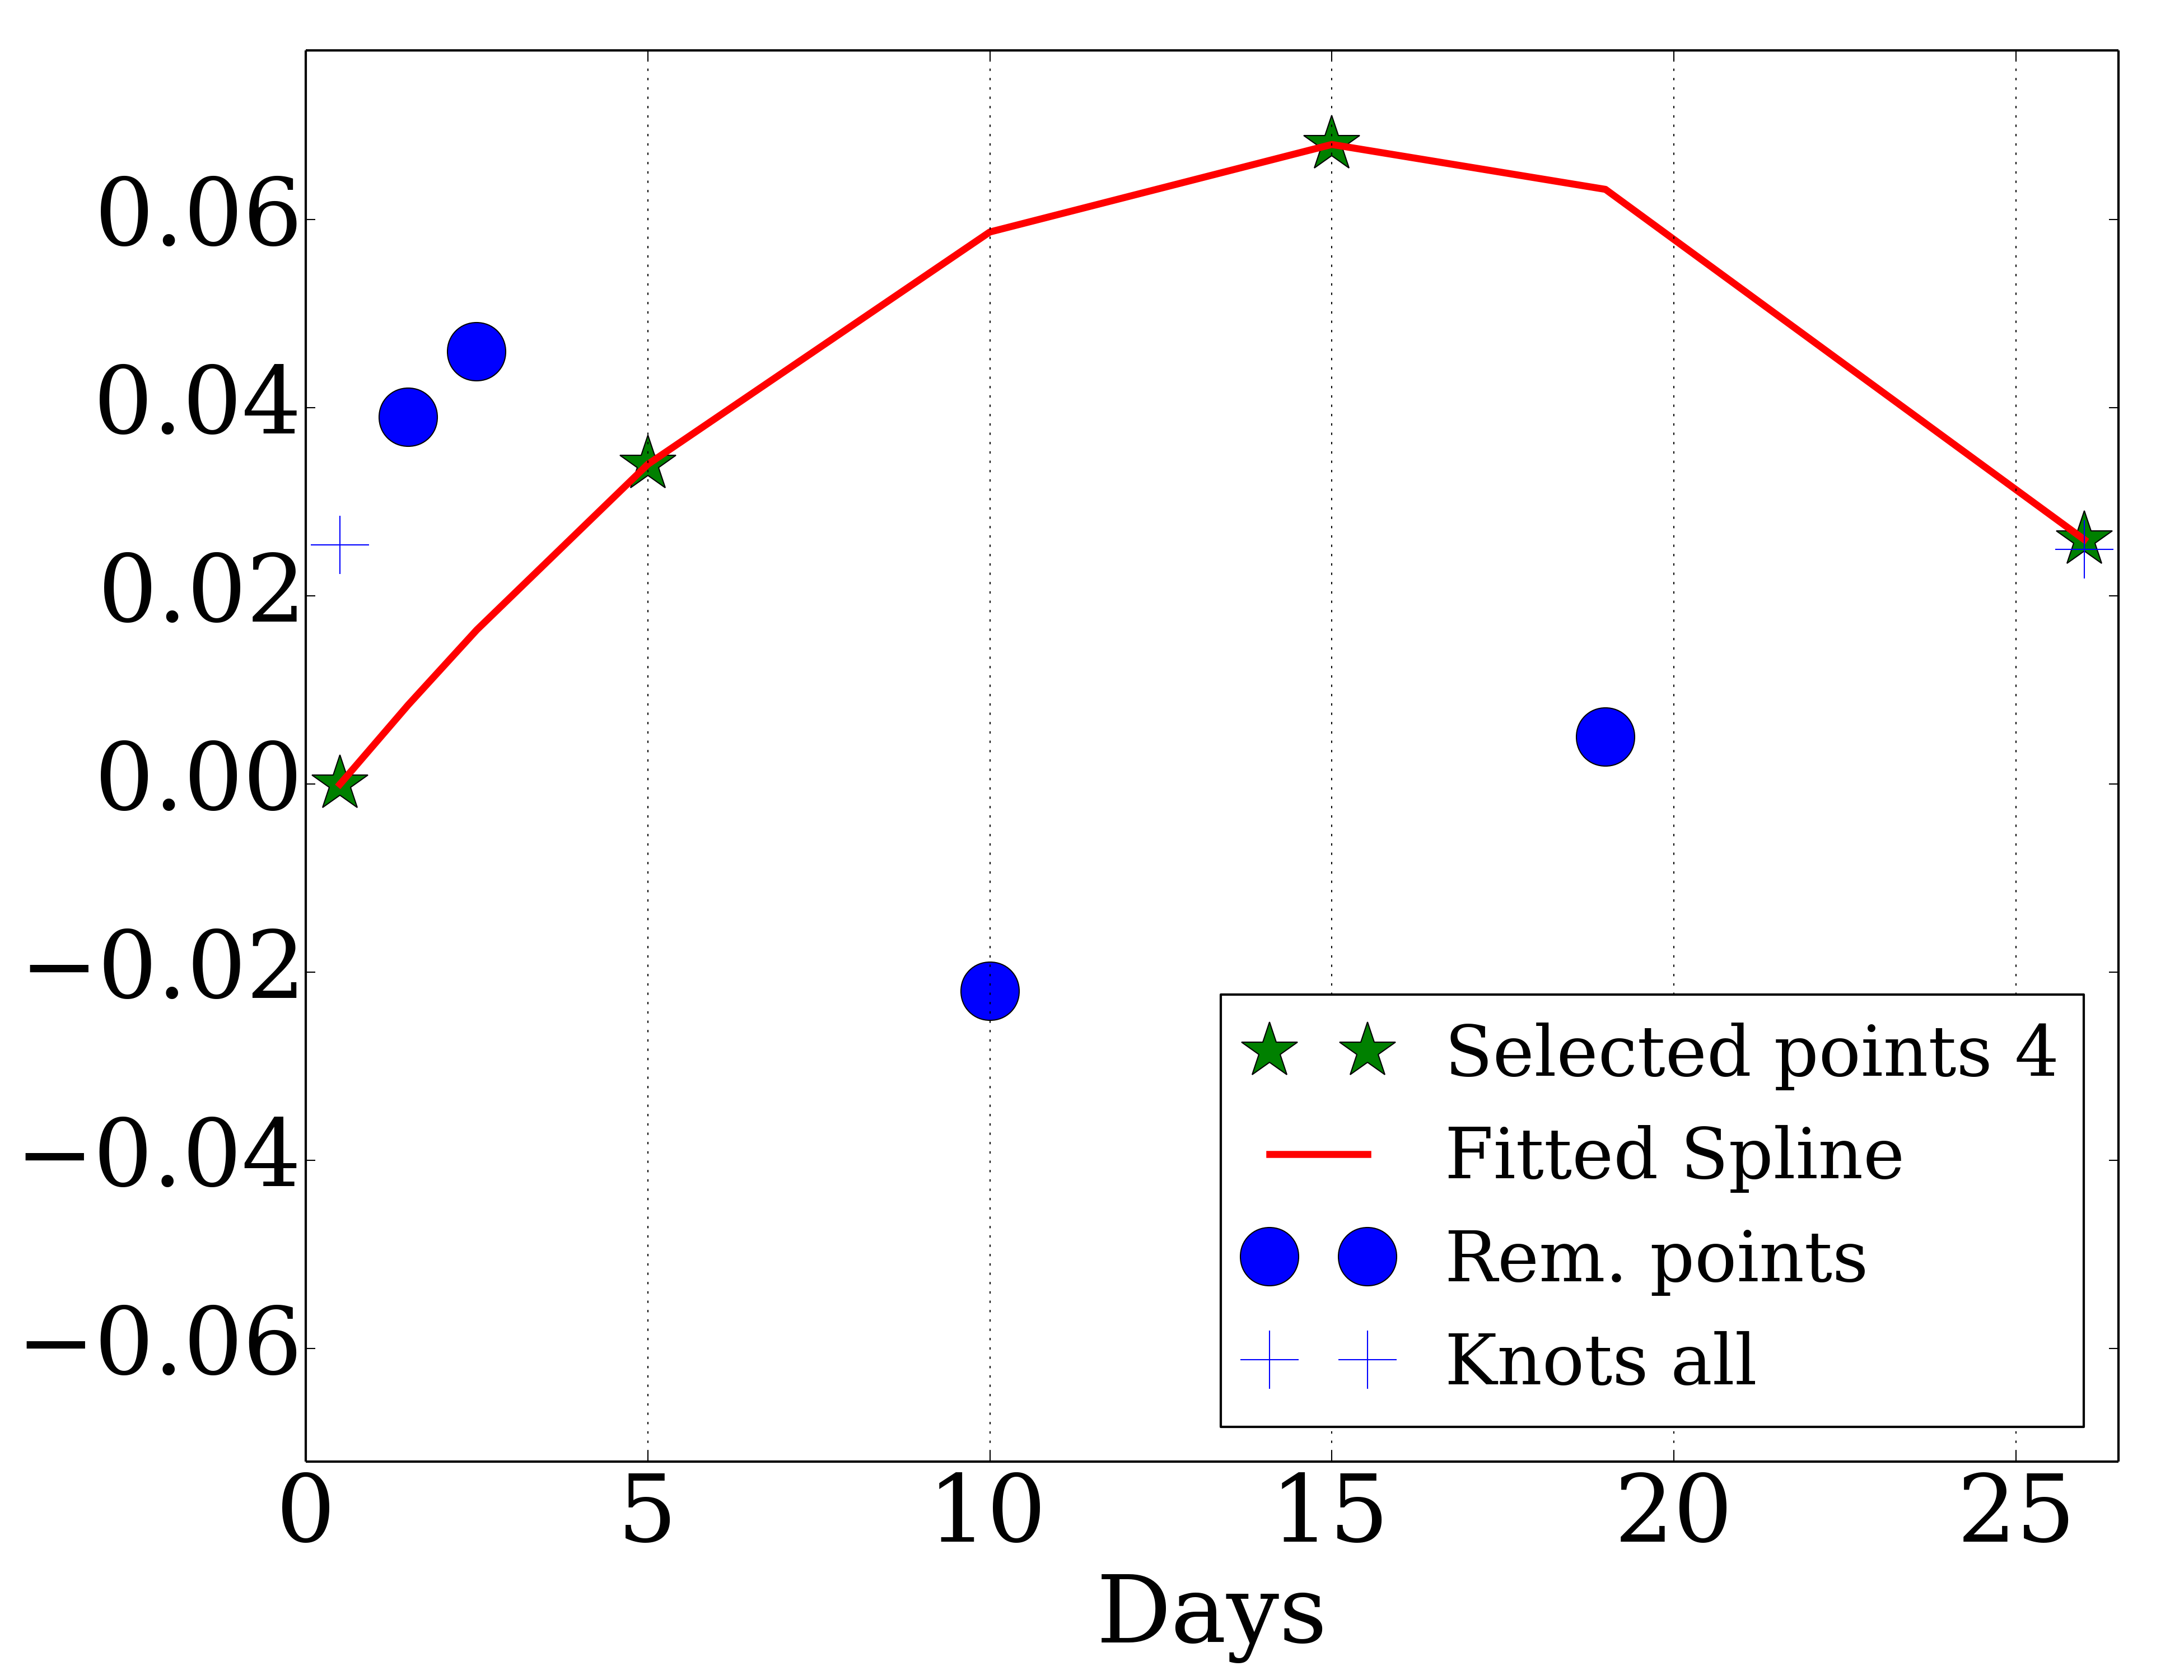 0.06
0.04
0.02
0.00
−0.02
−0.04
−0.06
Selected points 4
Fitted Spline
Rem. points
Knots all
0 5 10 15 20 25
Days